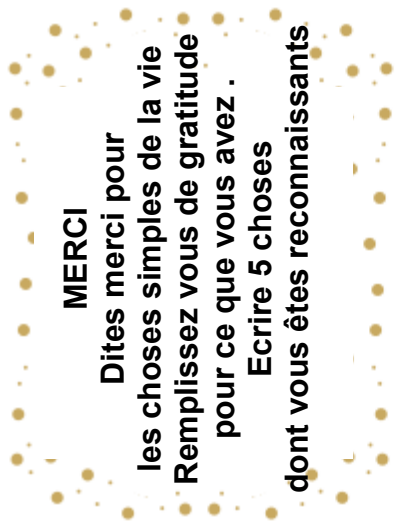 MERCI
Dites merci pour
les choses simples de la vie
Remplissez vous de gratitude
pour ce que vous avez .
Ecrire 5 choses
dont vous êtes reconnaissants